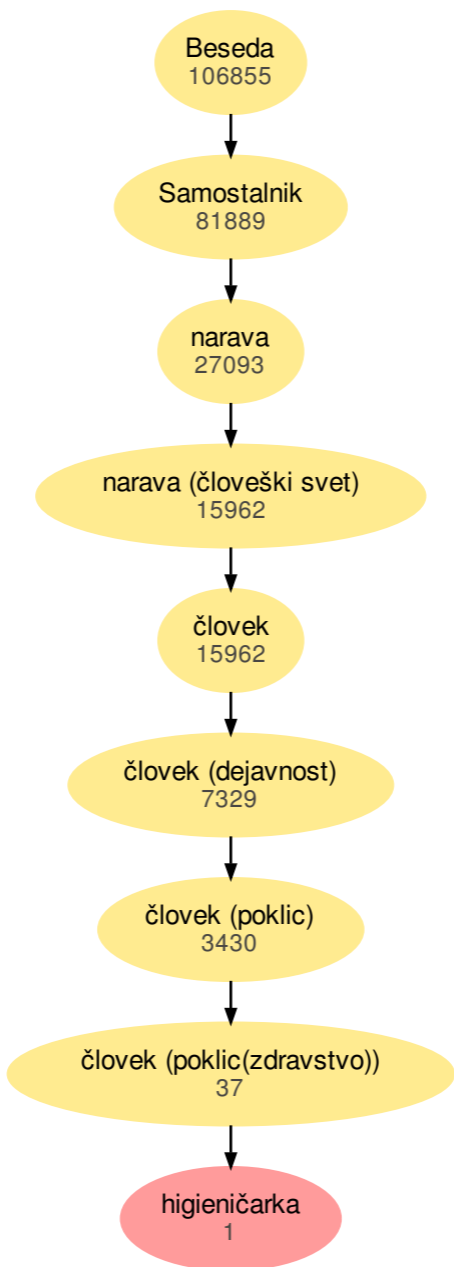 Beseda
106855
Samostalnik
81889
narava
27093
narava (človeški svet)
15962
človek
15962
človek (dejavnost)
7329
človek (poklic)
3430
človek (poklic(zdravstvo))
37
higieničarka
1